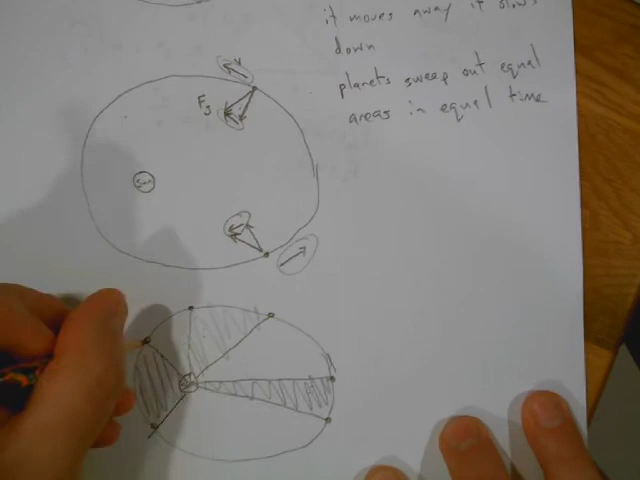 it moves away it slows
down
planets sweep out equal
areas in equal time
v
Fg
Sun